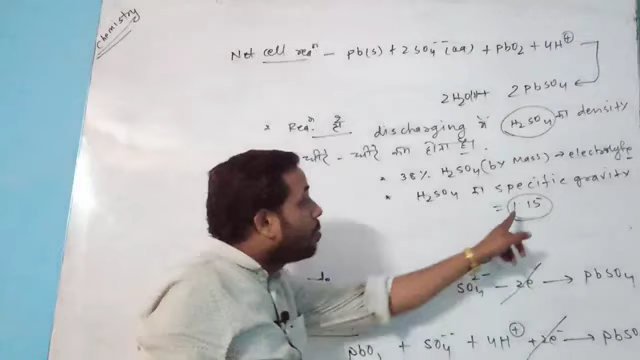 Chemistry
Net cell reaⁿ – pb(s) + 2SO₄⁻⁻(aq) + pbO₂ + 4H⁺
2H₂O 2PbSO₄
* Reaⁿ. है discharging में H₂SO₄ का density
धीरे - धीरे कम होता है।
* 38% H₂SO₄ (by Mass) → electrolyte
* H₂SO₄ का specific gravity
= 1.15
SO₄²⁻ – 2e⁻ → pbSO₄
pbO₂ + SO₄⁻⁻ + 4H⁺ + 2e⁻ → pbSO